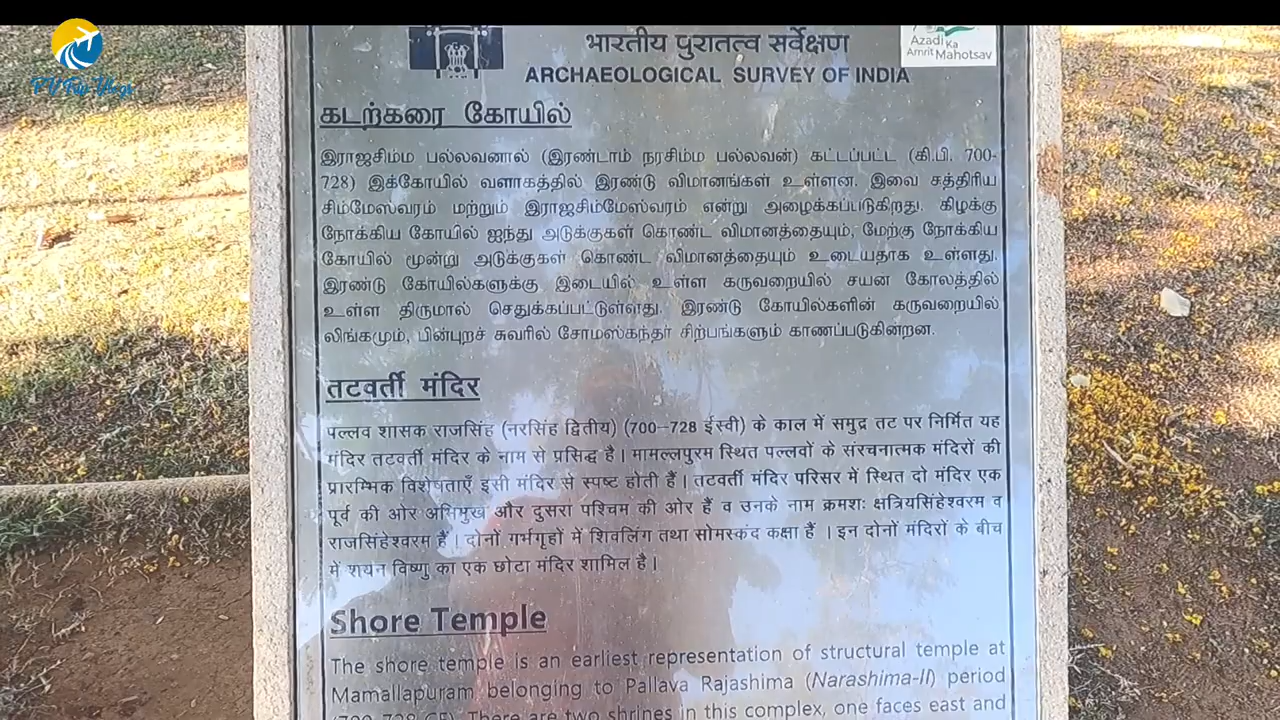 RV Trip Vlogs
भारतीय पुरातत्व सर्वेक्षण
ARCHAEOLOGICAL SURVEY OF INDIA
Azadi Ka
Amrit Mahotsav
கடற்கரை கோயில்
இராஜசிம்ம பல்லவனால் (இரண்டாம் நரசிம்ம பல்லவன்) கட்டப்பட்ட (கி.பி. 700-
728) இக்கோயில் வளாகத்தில் இரண்டு விமானங்கள் உள்ளன. இவை சத்திரிய
சிம்மேஸ்வரம் மற்றும் இராஜசிம்மேஸ்வரம் என்று அழைக்கப்படுகிறது. கிழக்கு
நோக்கிய கோயில் ஐந்து அடுக்குகள் கொண்ட விமானத்தையும், மேற்கு நோக்கிய
கோயில் மூன்று அடுக்குகள் கொண்ட விமானத்தையும் உடையதாக உள்ளது.
இரண்டு கோயில்களுக்கு இடையில் உள்ள கருவறையில் சயன கோலத்தில்
உள்ள திருமால் செதுக்கப்பட்டுள்ளது. இரண்டு கோயில்களின் கருவறையில்
லிங்கமும், பின்புறச் சுவரில் சோமஸ்கந்தர் சிற்பங்களும் காணப்படுகின்றன.
तटवर्ती मंदिर
पल्लव शासक राजसिंह (नरसिंह द्वितीय) (700–728 ईस्वी) के काल में समुद्र तट पर निर्मित यह
मंदिर तटवर्ती मंदिर के नाम से प्रसिद्ध है। मामल्लपुरम स्थित पल्लवों के संरचनात्मक मंदिरों की
प्रारम्भिक विशेषताएँ इसी मंदिर से स्पष्ट होती हैं। तटवर्ती मंदिर परिसर में स्थित दो मंदिर एक
पूर्व की ओर अभिमुख और दुसरा पश्चिम की ओर हैं व उनके नाम क्रमशः क्षत्रियसिंहेश्वरम व
राजसिंहेश्वरम हैं। दोनों गर्भगृहों में शिवलिंग तथा सोमस्कंद कक्षा हैं । इन दोनों मंदिरों के बीच
में शयन विष्णु का एक छोटा मंदिर शामिल है।
Shore Temple
The shore temple is an earliest representation of structural temple at
Mamallapuram belonging to Pallava Rajashima (Narashima-II) period
(700-728 CE). There are two shrines in this complex, one faces east and